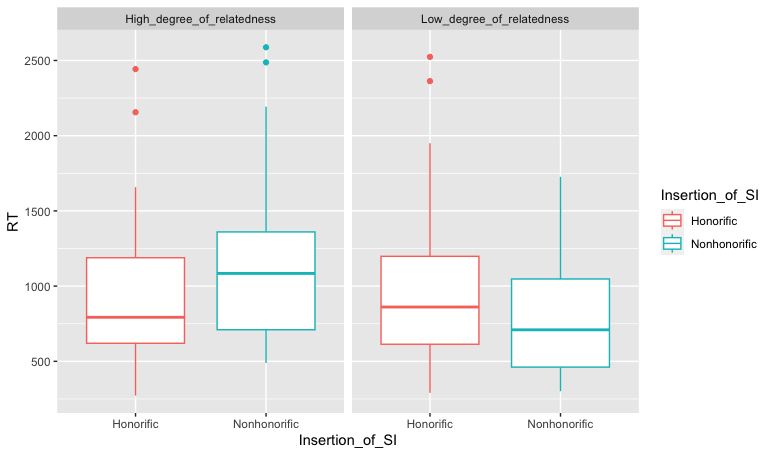 High_degree_of_relatedness
Low_degree_of_relatedness
2500
2000
1500
1000
500
RT
Honorific
Nonhonorific
Honorific
Nonhonorific
Insertion_of_SI
Insertion_of_SI
Honorific
Nonhonorific